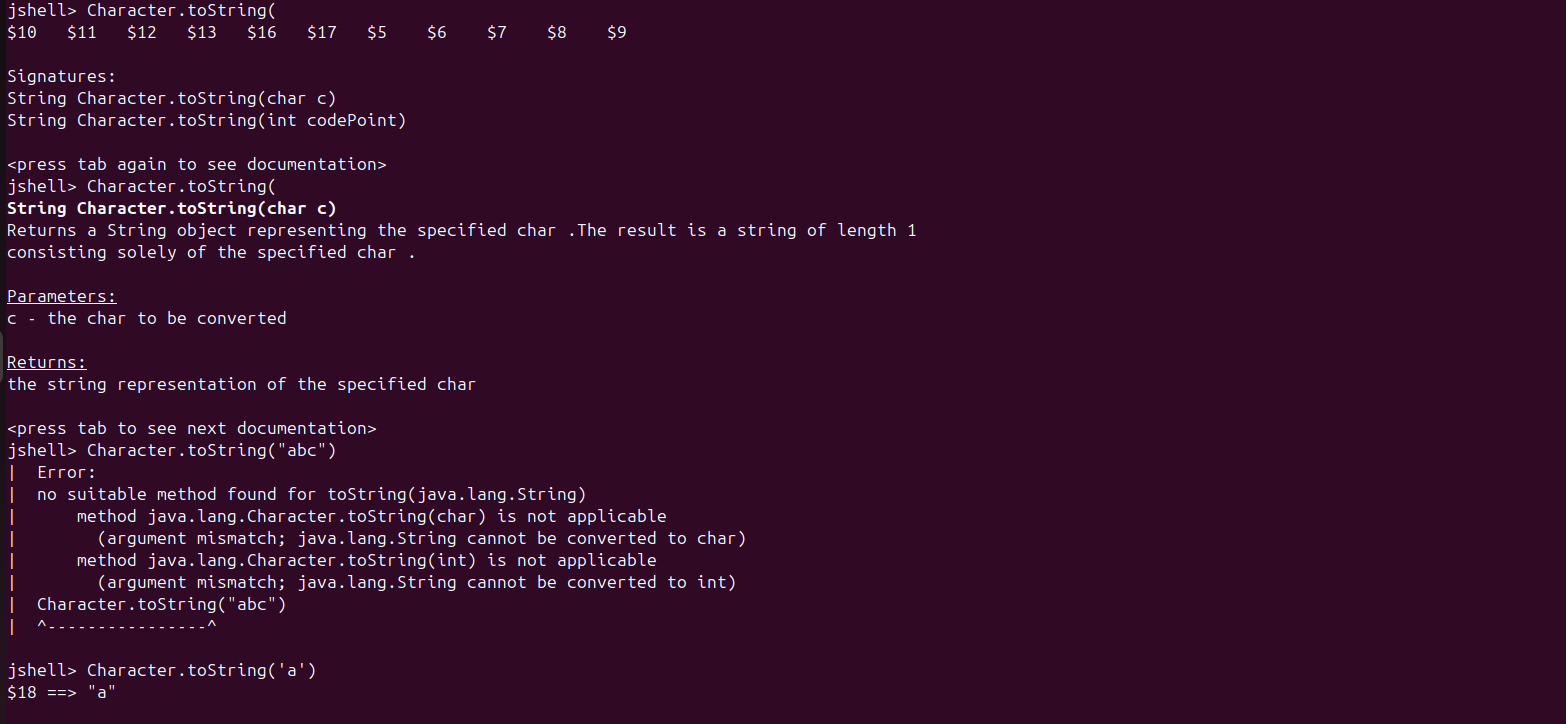 jshell> Character.toString(
$10   $11   $12   $13   $16   $17   $5    $6    $7    $8    $9
Signatures:
String Character.toString(char c)
String Character.toString(int codePoint)
<press tab again to see documentation>
jshell> Character.toString(
String Character.toString(char c)
Returns a String object representing the specified char .The result is a string of length 1
consisting solely of the specified char .
Parameters:
c - the char to be converted
Returns:
the string representation of the specified char
<press tab to see next documentation>
jshell> Character.toString("abc")
|  Error:
|  no suitable method found for toString(java.lang.String)
|      method java.lang.Character.toString(char) is not applicable
|        (argument mismatch; java.lang.String cannot be converted to char)
|      method java.lang.Character.toString(int) is not applicable
|        (argument mismatch; java.lang.String cannot be converted to int)
|  Character.toString("abc")
|  ^----------------^
jshell> Character.toString('a')
$18 ==> "a"